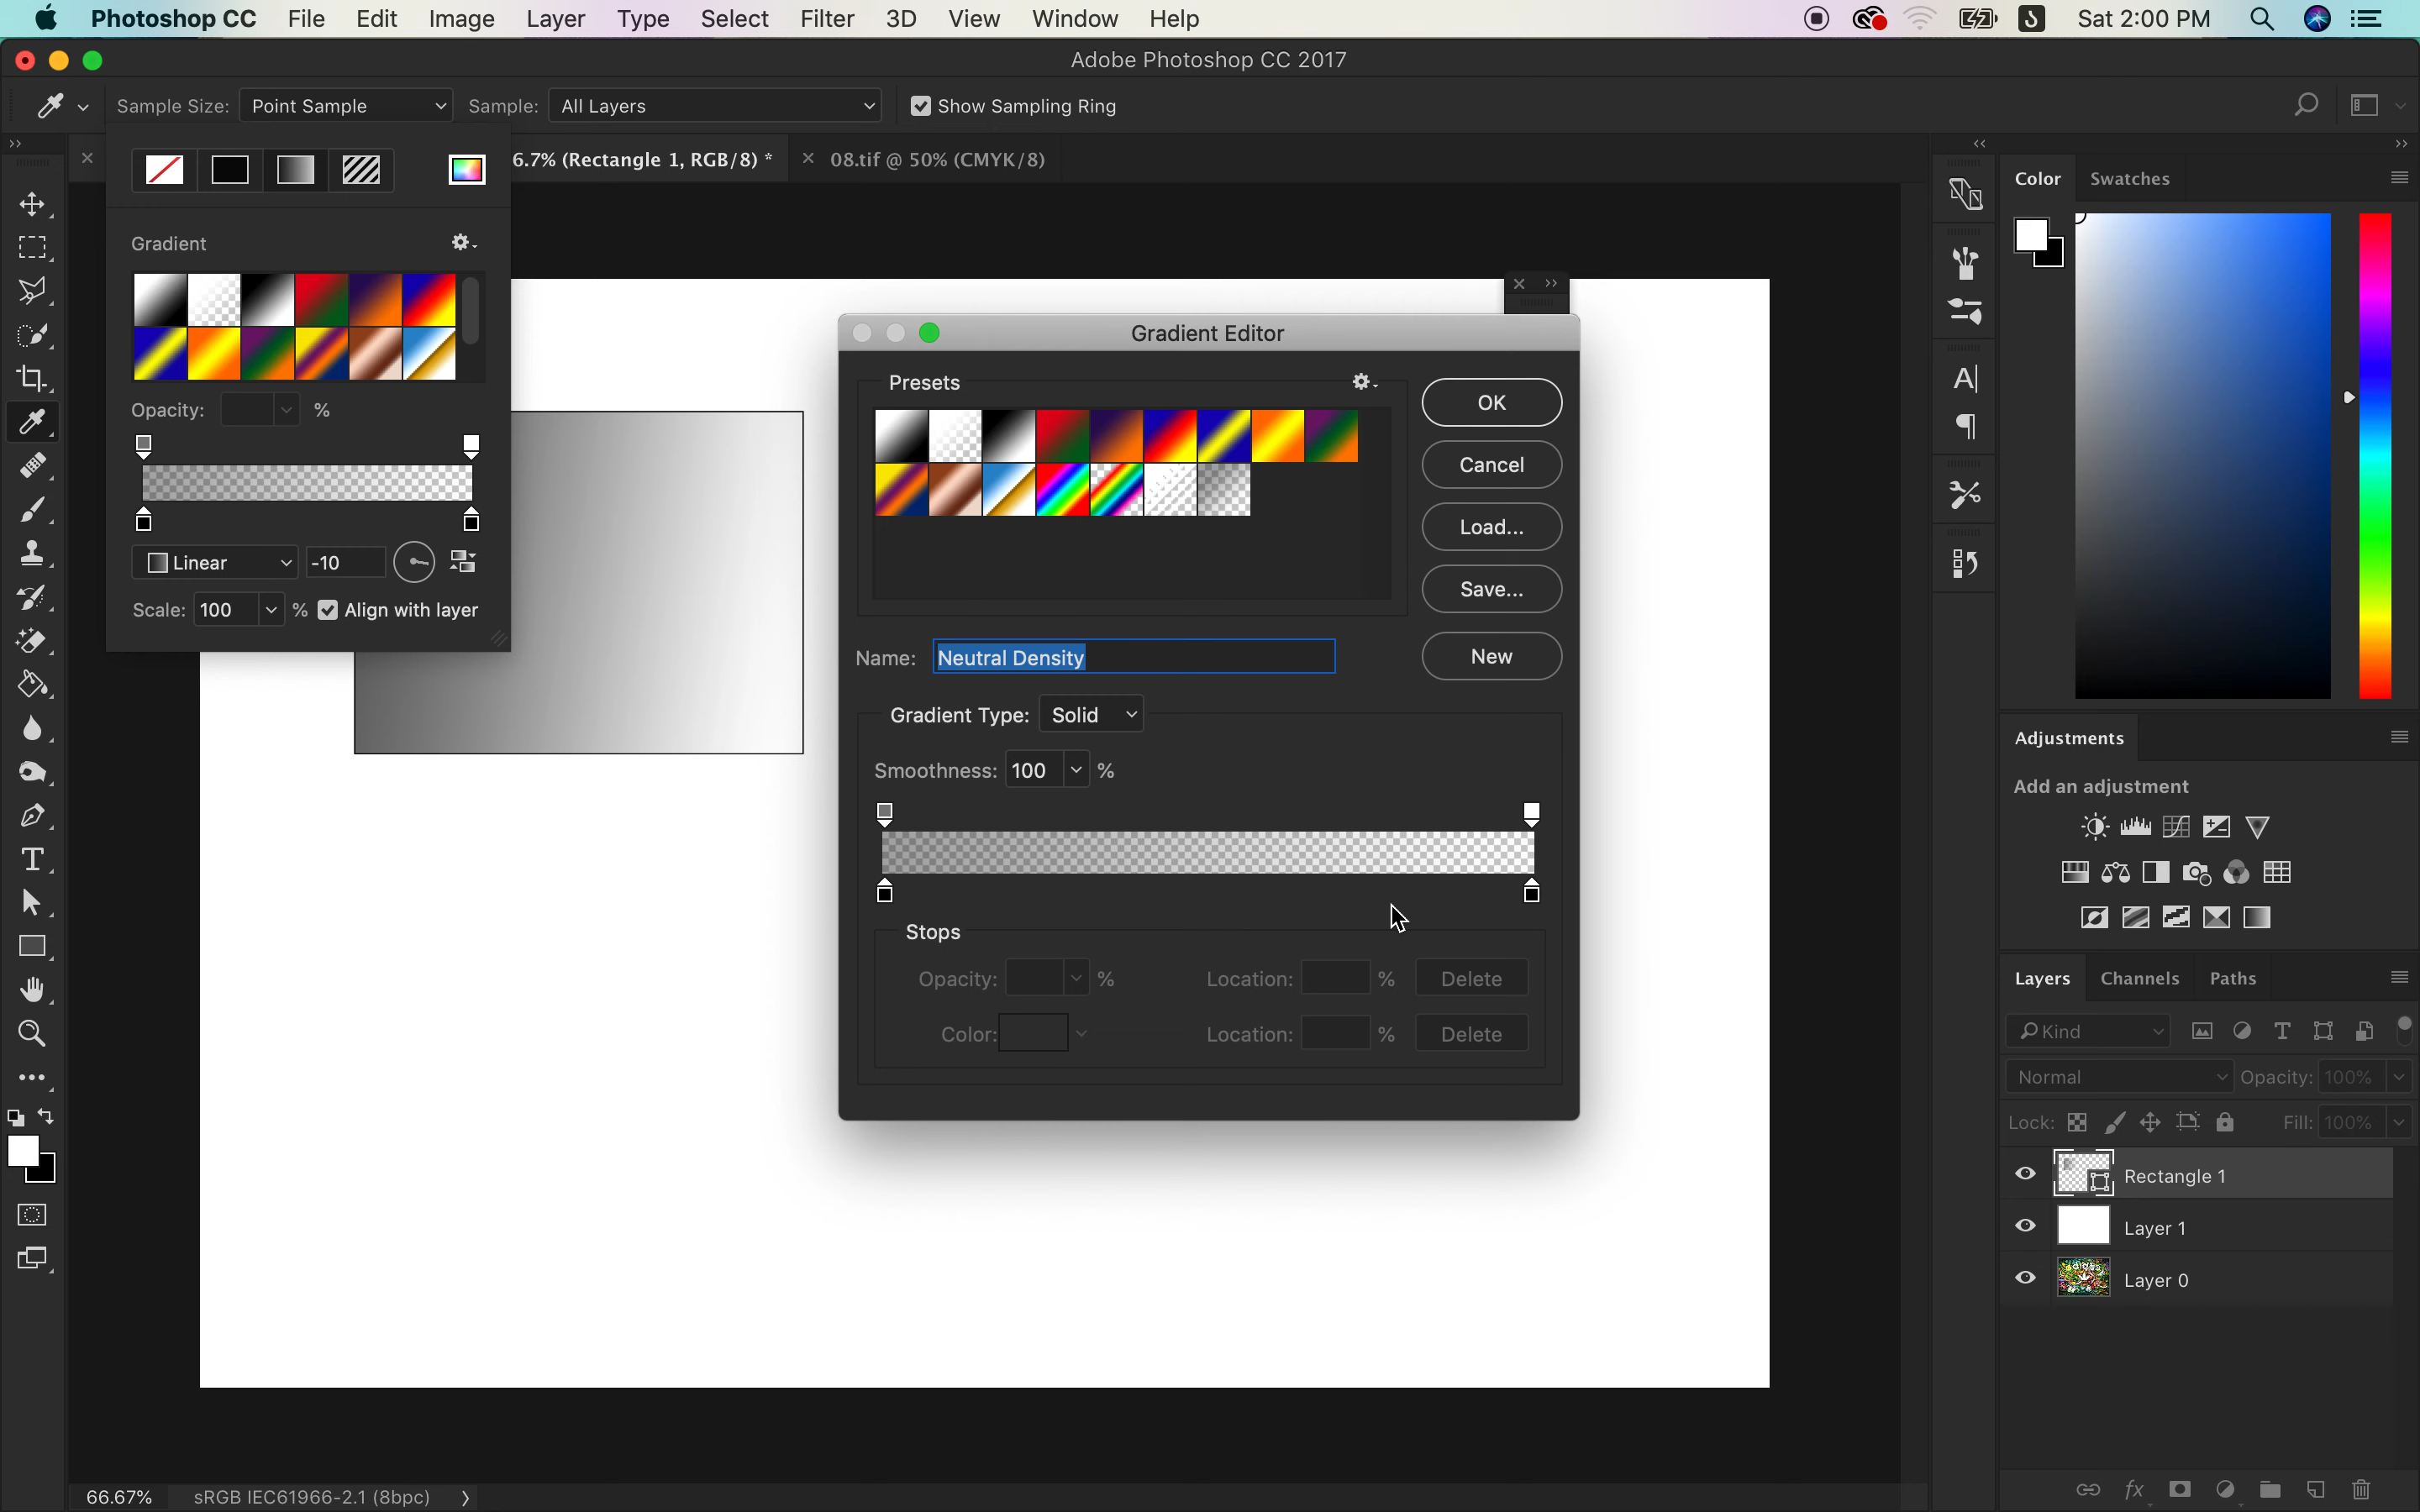 Photoshop CC File Edit Image Layer Type Select Filter 3D View Window Help Sat 2:00 PM
Adobe Photoshop CC 2017
Sample Size: Point Sample Sample: All Layers Show Sampling Ring
6.7% (Rectangle 1, RGB/8) * 08.tif @ 50% (CMYK/8)
Gradient
Opacity: %
Linear -10
Scale: 100 % Align with layer
Gradient Editor
Presets
OK
Cancel
Load...
Save...
Name: Neutral Density New
Gradient Type: Solid
Smoothness: 100 %
Stops
Opacity: % Location: % Delete
Color: Location: % Delete
Color Swatches
Adjustments
Add an adjustment
Layers Channels Paths
Kind
Normal Opacity: 100%
Lock: Fill: 100%
Rectangle 1
Layer 1
Layer 0
66.67% sRGB IEC61966-2.1 (8bpc)